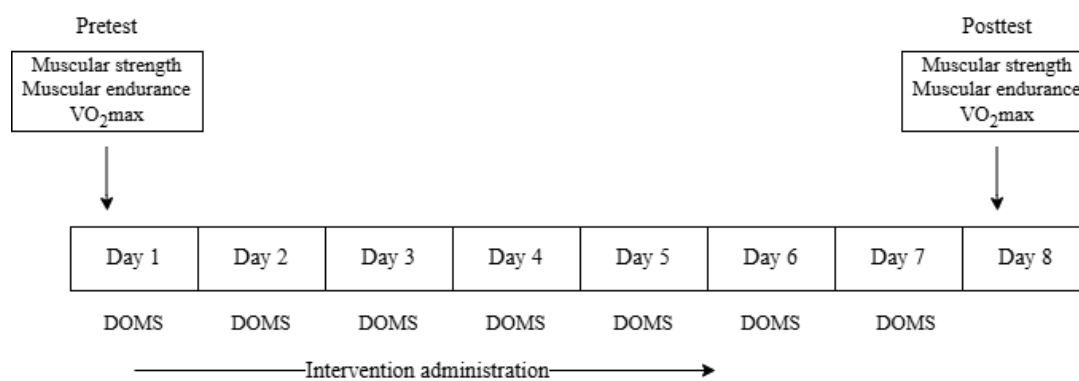 Pretest
Posttest
Muscular strength
Muscular endurance
VO2max
Muscular strength
Muscular endurance
VO2max
Day 1
Day 2
Day 3
Day 4
Day 5
Day 6
Day 7
Day 8
DOMS
DOMS
DOMS
DOMS
DOMS
DOMS
DOMS
Intervention administration